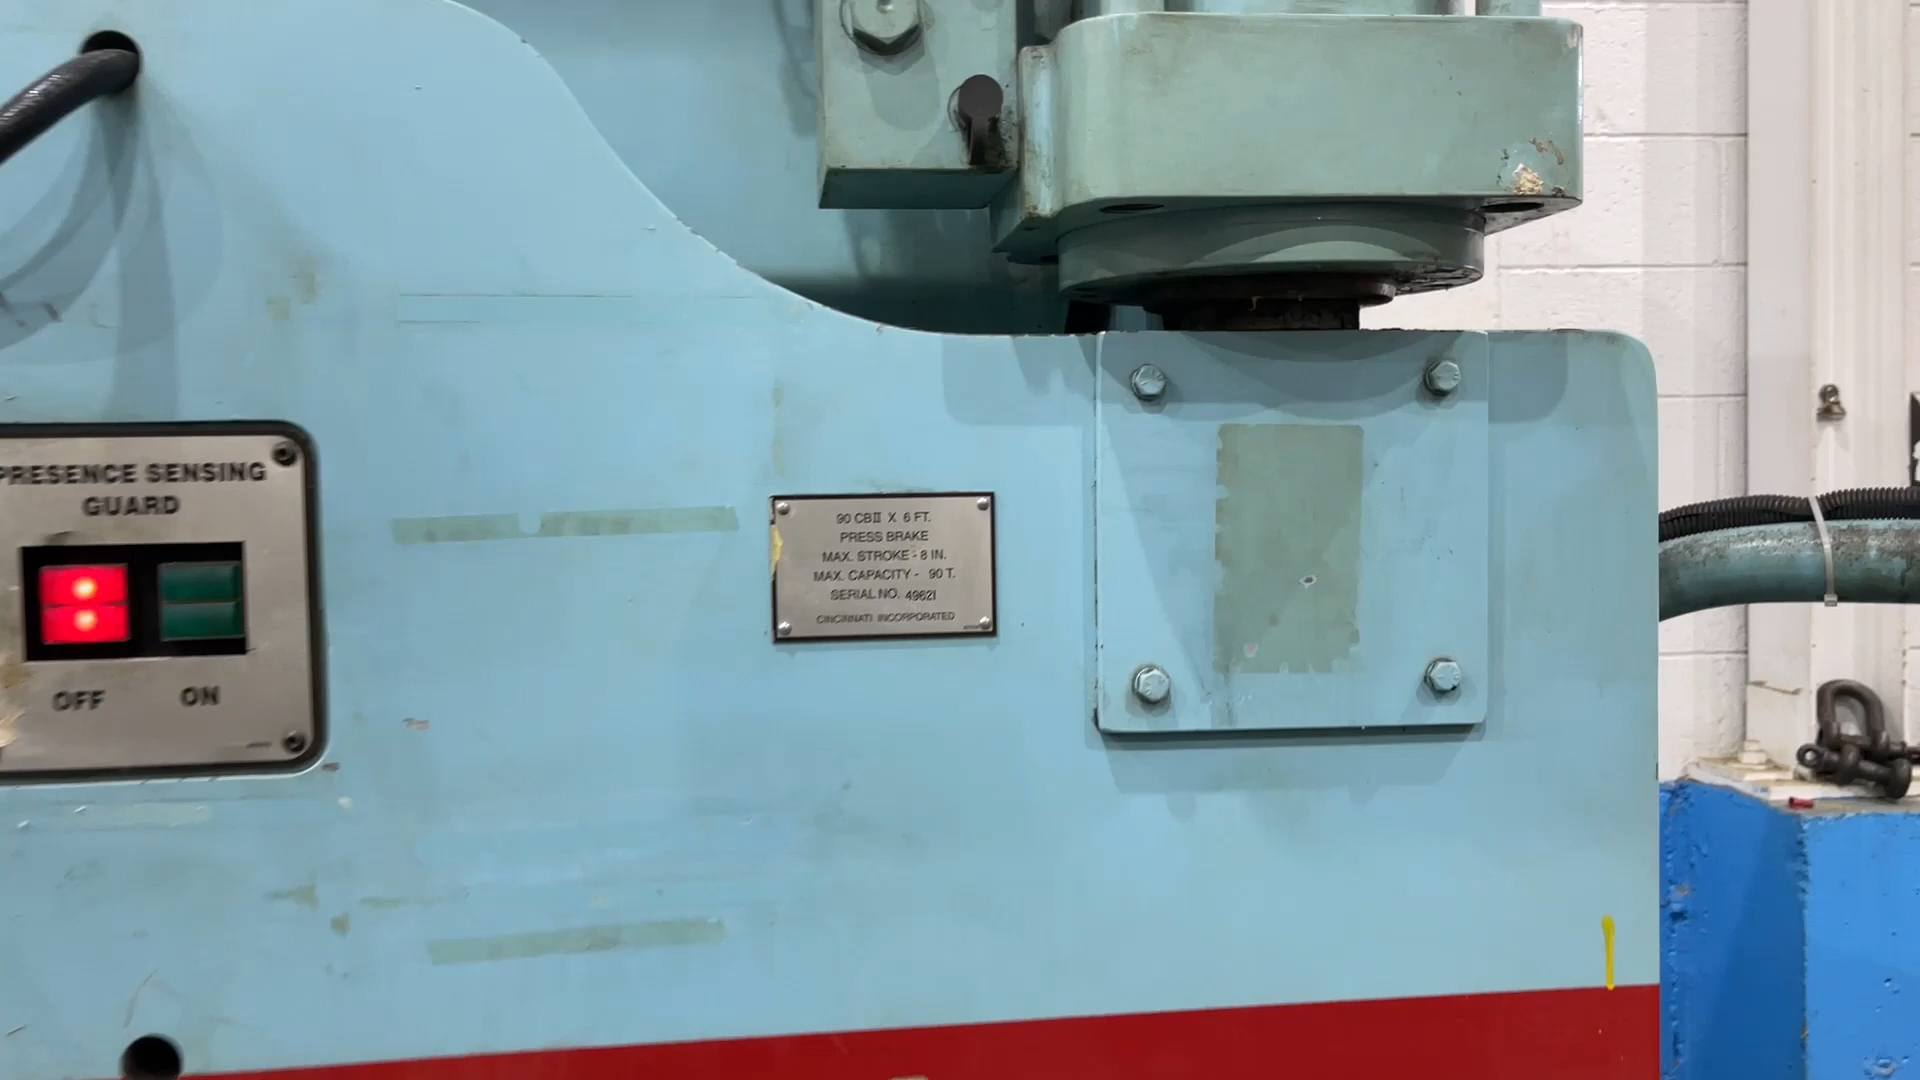 PRESENCE SENSING
GUARD
OFF ON
90 CBII X 6 FT.
PRESS BRAKE
MAX. STROKE - 8 IN.
MAX. CAPACITY - 90 T.
SERIAL NO. 49621
CINCINNATI INCORPORATED